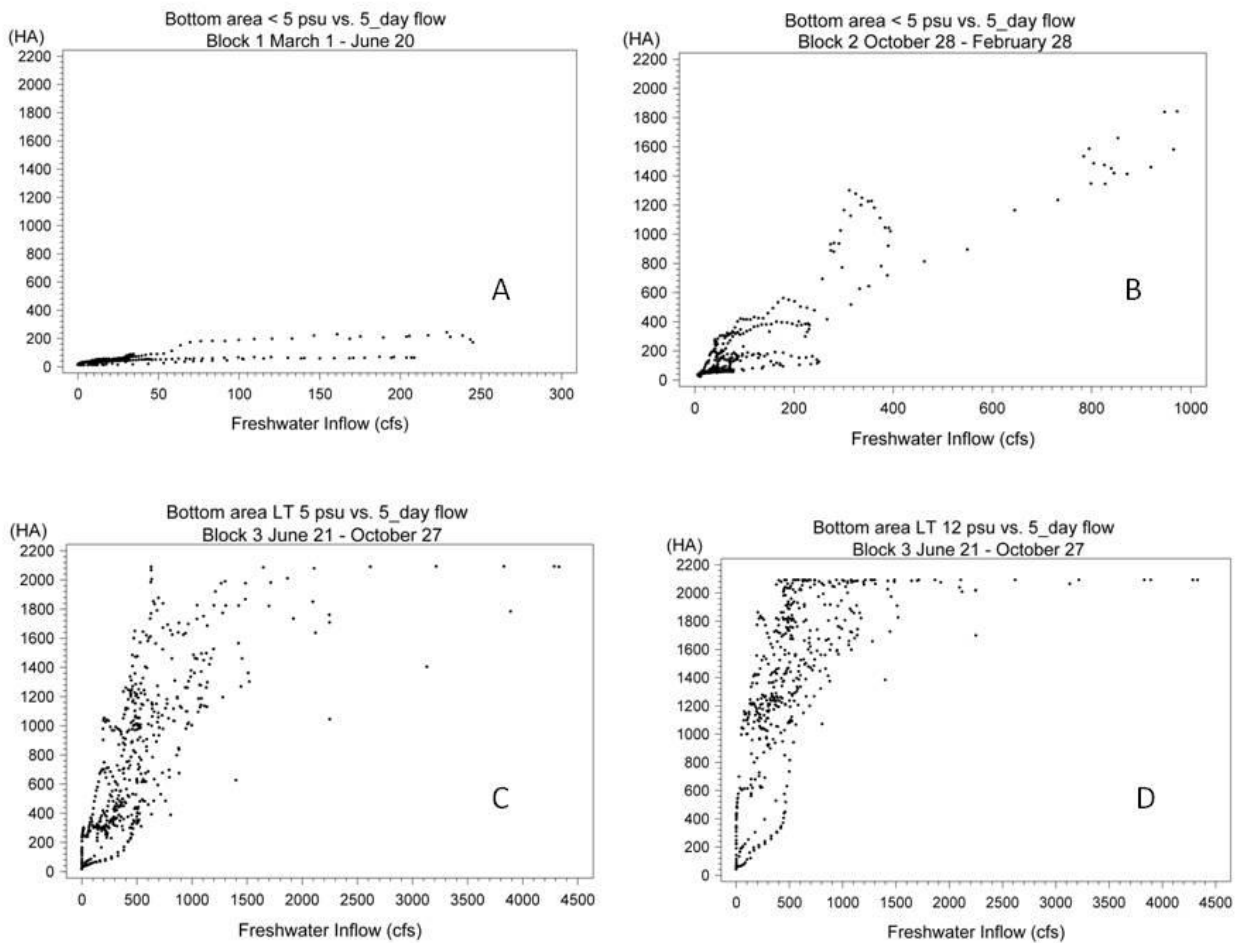 Bottom area < 5 psu vs. 5_day flow
(HA)
Block 1 March 1 - June 20
2200
2000
1800
1600
1400
1200
1000
800
600
400
200
0
A
0 50 100 150 200 250 300
Freshwater Inflow (cfs)
Bottom area < 5 psu vs. 5_day flow
(HA)
Block 2 October 28 - February 28
2200
2000
1800
1600
1400
1200
1000
800
600
400
200
0
B
0 200 400 600 800 1000
Freshwater Inflow (cfs)
Bottom area LT 5 psu vs. 5_day flow
(HA)
Block 3 June 21 - October 27
2200
2000
1800
1600
1400
1200
1000
800
600
400
200
0
C
0 500 1000 1500 2000 2500 3000 3500 4000 4500
Freshwater Inflow (cfs)
Bottom area LT 12 psu vs. 5_day flow
(HA)
Block 3 June 21 - October 27
2200
2000
1800
1600
1400
1200
1000
800
600
400
200
0
D
0 500 1000 1500 2000 2500 3000 3500 4000 4500
Freshwater Inflow (cfs)